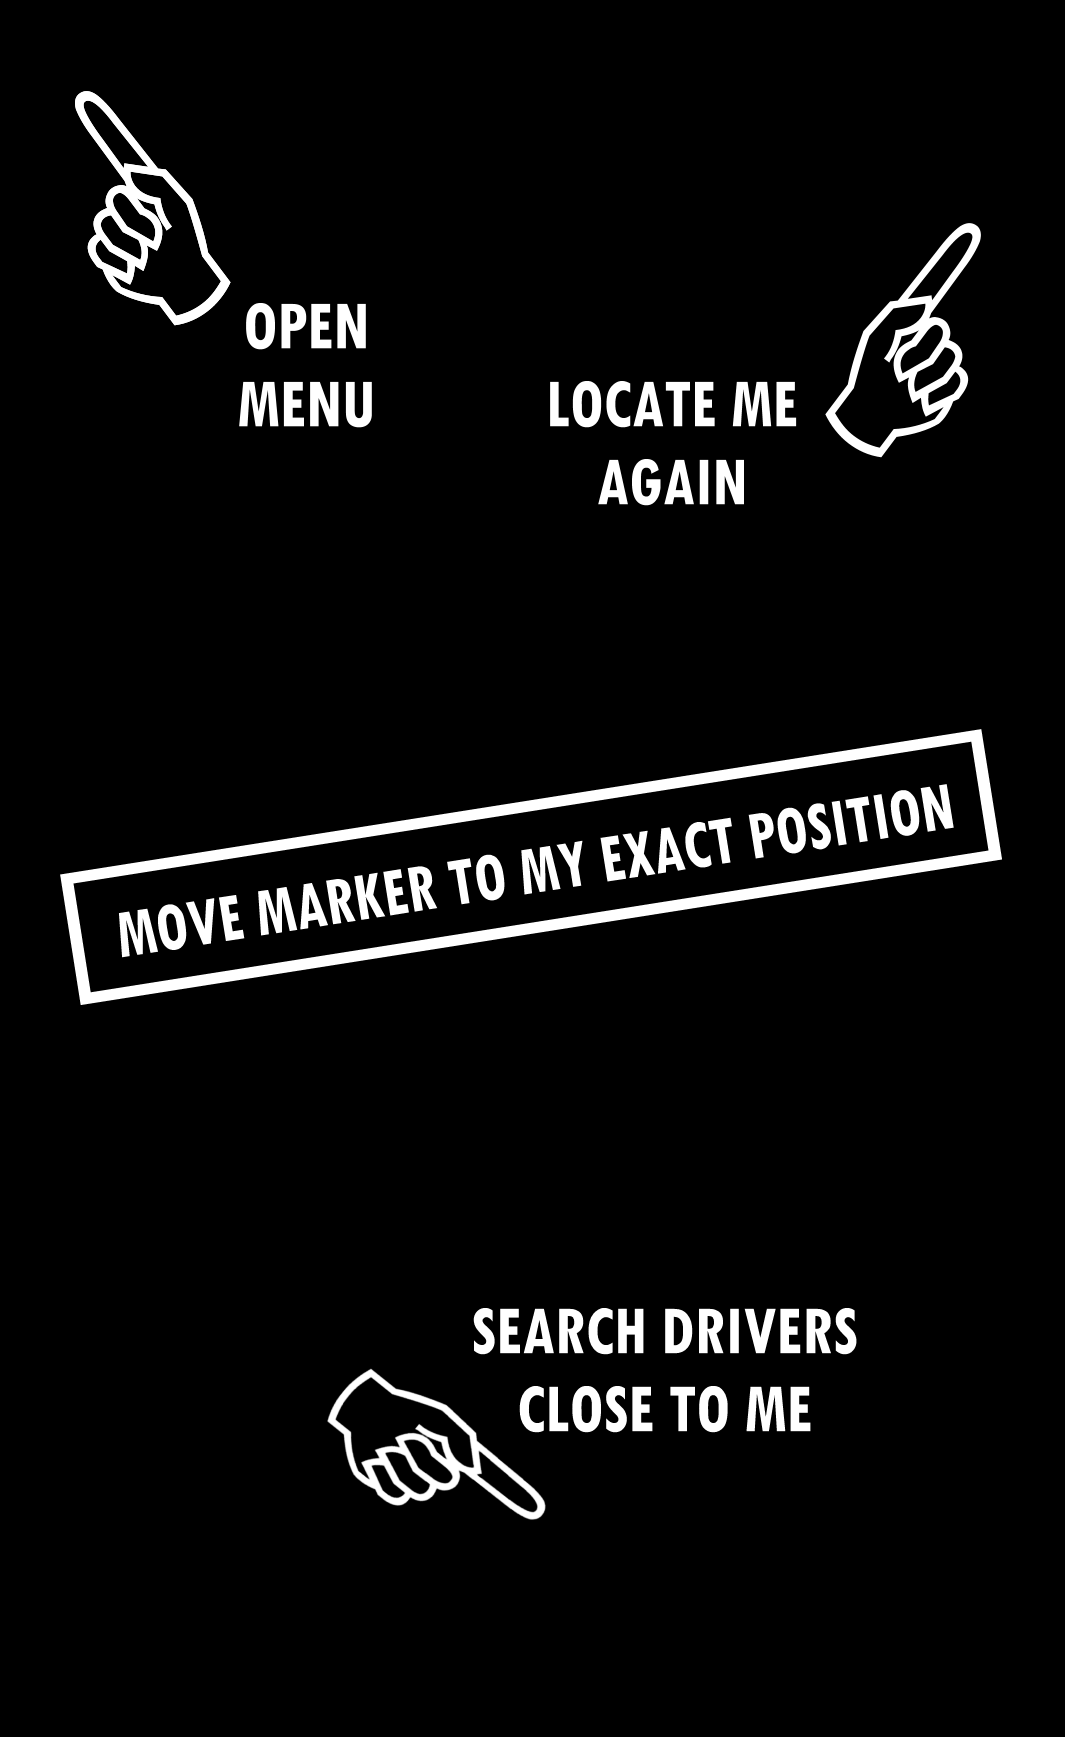 OPEN
MENU
LOCATE ME
AGAIN
MOVE MARKER TO MY EXACT POSITION
SEARCH DRIVERS
CLOSE TO ME